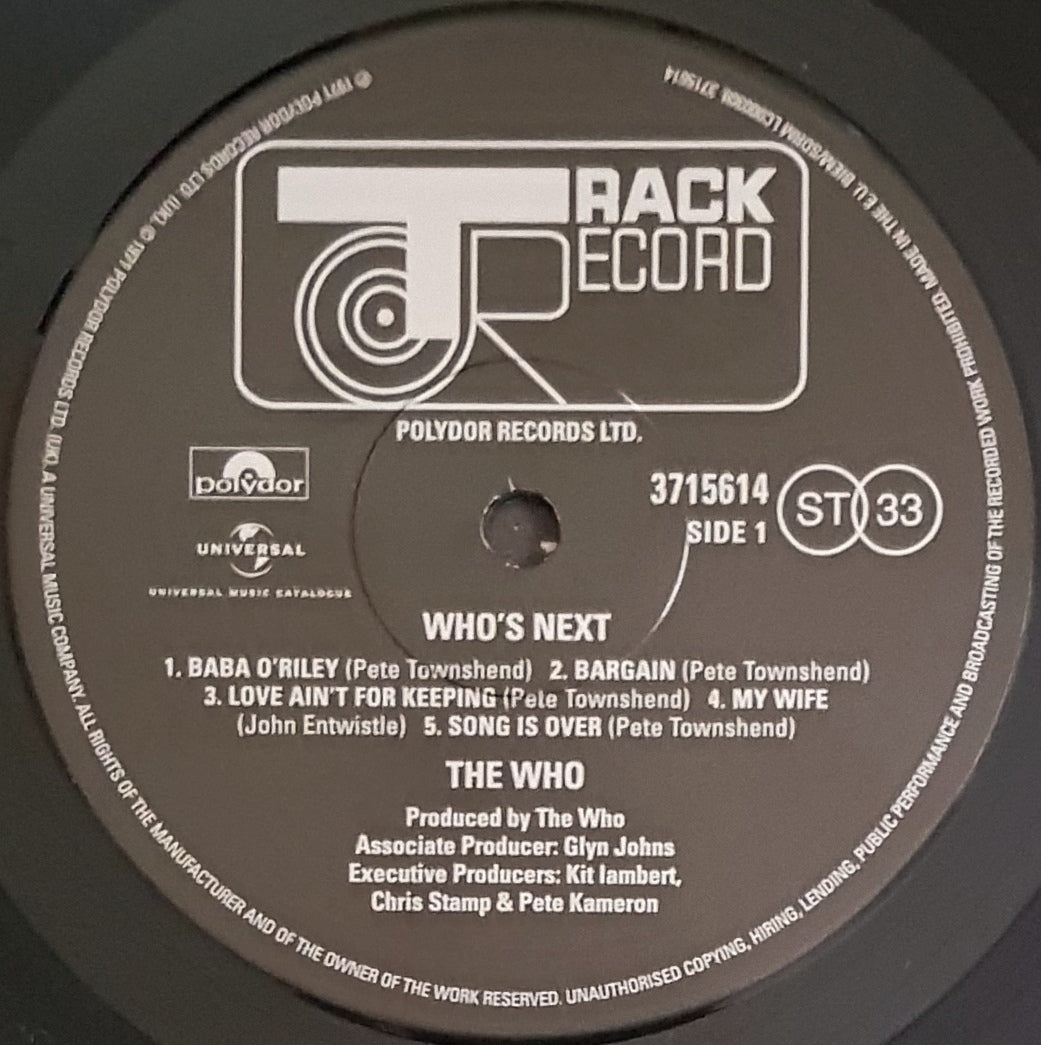 TRACK
RECORD
POLYDOR RECORDS LTD.
polydor
UNIVERSAL
UNIVERSAL MUSIC CATALOGUE
3715614
SIDE 1
ST 33
WHO'S NEXT
1. BABA O'RILEY (Pete Townshend) 2. BARGAIN (Pete Townshend)
3. LOVE AIN'T FOR KEEPING (Pete Townshend) 4. MY WIFE
(John Entwistle) 5. SONG IS OVER (Pete Townshend)
THE WHO
Produced by The Who
Associate Producer: Glyn Johns
Executive Producers: Kit lambert,
Chris Stamp & Pete Kameron
℗ 1971 POLYDOR RECORDS LTD. (UK). © 1971 POLYDOR RECORDS LTD. (UK). A UNIVERSAL MUSIC COMPANY. ALL RIGHTS OF THE MANUFACTURER AND OF THE OWNER OF THE WORK RESERVED. UNAUTHORISED COPYING, HIRING, LENDING, PUBLIC PERFORMANCE AND BROADCASTING OF THE RECORDED WORK PROHIBITED. MADE IN THE E.U. BIEM/SDRM 3715614